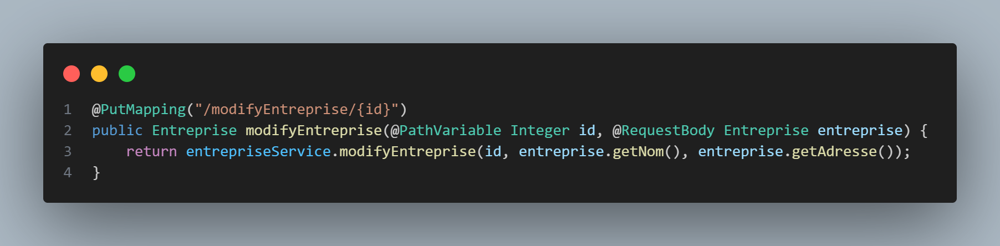 1 @PutMapping("/modifyEntreprise/{id}")
2 public Entreprise modifyEntreprise(@PathVariable Integer id, @RequestBody Entreprise entreprise) {
3     return entrepriseService.modifyEntreprise(id, entreprise.getNom(), entreprise.getAdresse());
4 }